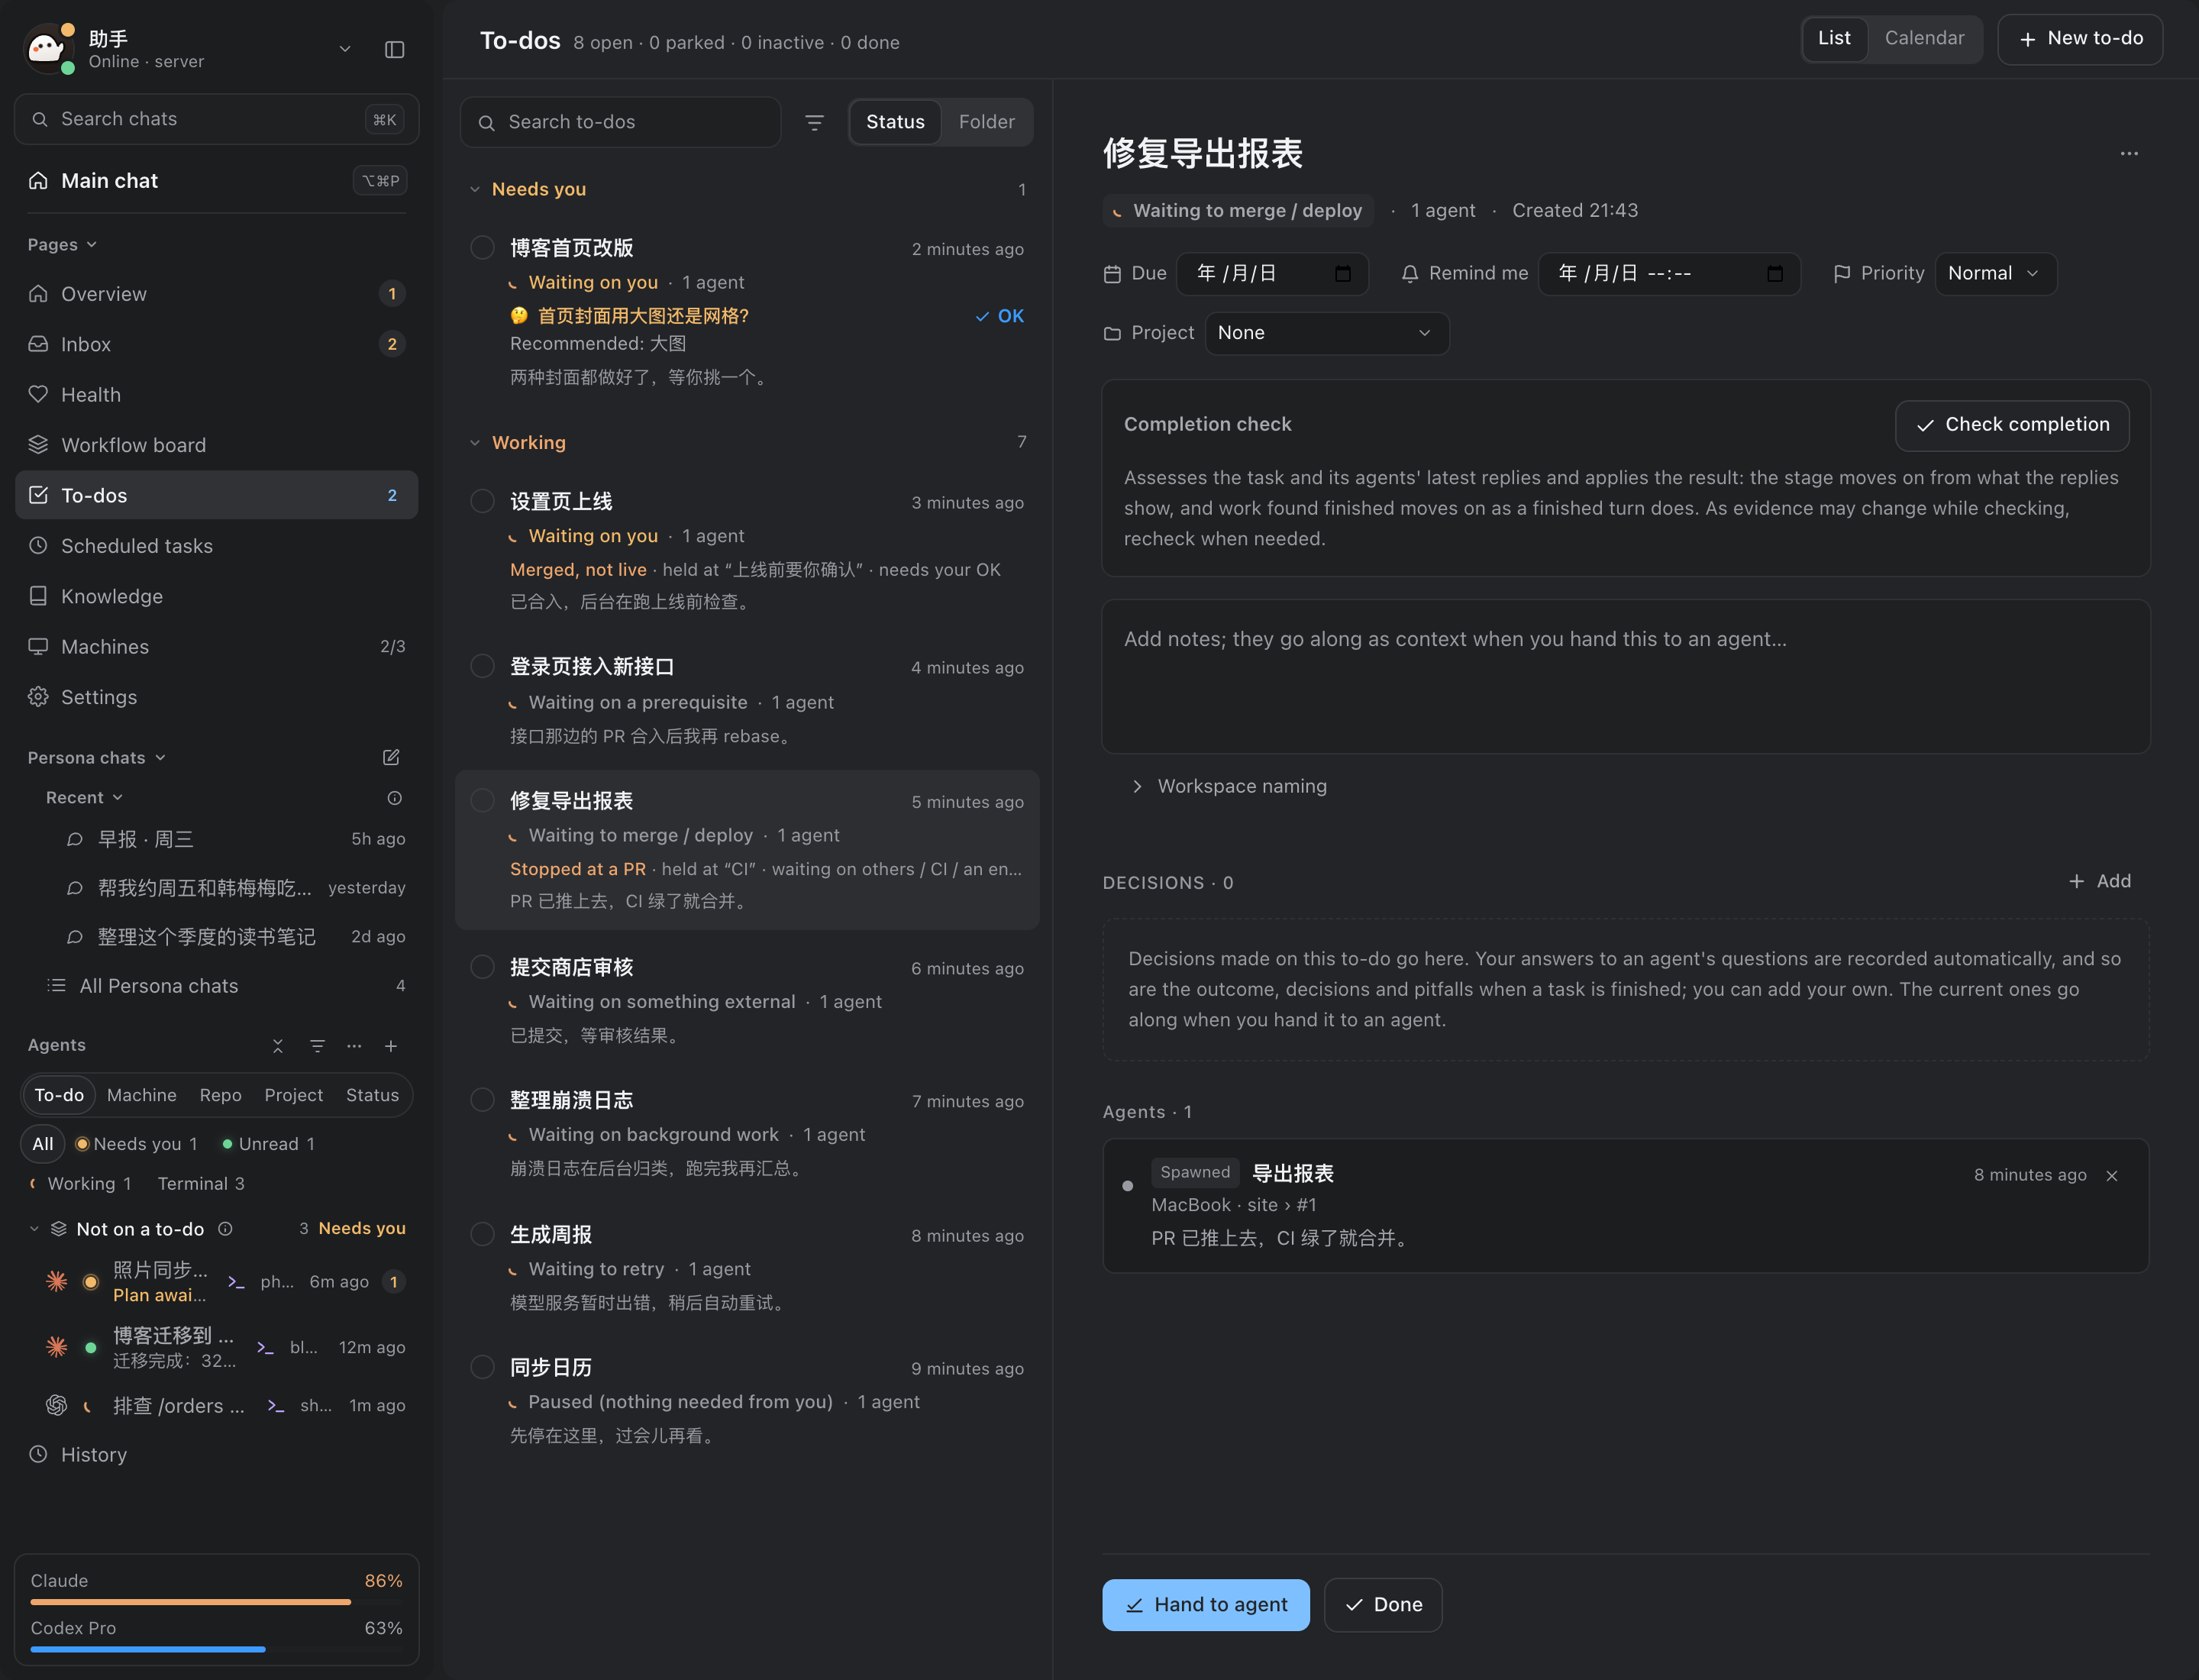 助手
Online · server
Search chats ⌘K
Main chat ⌥⌘P
Pages
Overview 1
Inbox 2
Health
Workflow board
To-dos 2
Scheduled tasks
Knowledge
Machines 2/3
Settings
Persona chats
Recent
早报 · 周三 5h ago
帮我约周五和韩梅梅吃... yesterday
整理这个季度的读书笔记 2d ago
All Persona chats 4
Agents
To-do Machine Repo Project Status
All Needs you 1 Unread 1
Working 1 Terminal 3
Not on a to-do 3 Needs you
照片同步... ph... 6m ago 1
Plan awai...
博客迁移到 ... bl... 12m ago
迁移完成：32...
排查 /orders ... sh... 1m ago
History
Claude 86%
Codex Pro 63%
To-dos 8 open · 0 parked · 0 inactive · 0 done
List Calendar New to-do
Search to-dos Status Folder
Needs you 1
博客首页改版 2 minutes ago
Waiting on you · 1 agent
首页封面用大图还是网格? OK
Recommended: 大图
两种封面都做好了，等你挑一个。
Working 7
设置页上线 3 minutes ago
Waiting on you · 1 agent
Merged, not live · held at “上线前要你确认” · needs your OK
已合入，后台在跑上线前检查。
登录页接入新接口 4 minutes ago
Waiting on a prerequisite · 1 agent
接口那边的 PR 合入后我再 rebase。
修复导出报表 5 minutes ago
Waiting to merge / deploy · 1 agent
Stopped at a PR · held at “CI” · waiting on others / CI / an en...
PR 已推上去，CI 绿了就合并。
提交商店审核 6 minutes ago
Waiting on something external · 1 agent
已提交，等审核结果。
整理崩溃日志 7 minutes ago
Waiting on background work · 1 agent
崩溃日志在后台归类，跑完我再汇总。
生成周报 8 minutes ago
Waiting to retry · 1 agent
模型服务暂时出错，稍后自动重试。
同步日历 9 minutes ago
Paused (nothing needed from you) · 1 agent
先停在这里，过会儿再看。
修复导出报表
Waiting to merge / deploy · 1 agent · Created 21:43
Due 年 /月/日 Remind me 年 /月/日 --:-- Priority Normal
Project None
Completion check Check completion
Assesses the task and its agents' latest replies and applies the result: the stage moves on from what the replies
show, and work found finished moves on as a finished turn does. As evidence may change while checking,
recheck when needed.
Add notes; they go along as context when you hand this to an agent...
Workspace naming
DECISIONS · 0 Add
Decisions made on this to-do go here. Your answers to an agent's questions are recorded automatically, and so
are the outcome, decisions and pitfalls when a task is finished; you can add your own. The current ones go
along when you hand it to an agent.
Agents · 1
Spawned 导出报表 8 minutes ago
MacBook · site › #1
PR 已推上去，CI 绿了就合并。
Hand to agent Done